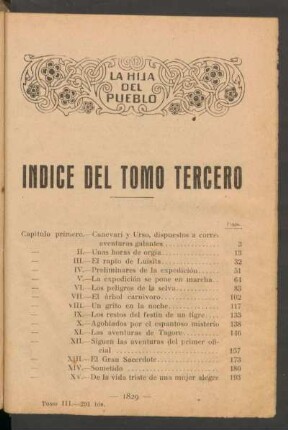 LA HIJA
DEL
PUEBLO
INDICE DEL TOMO TERCERO
Págs.
Capítulo primero.—Canevari y Urso, dispuestos a correr
aventuras galantes 3
— II.—Unas horas de orgía 13
— III.—El rapto de Luisita 32
— IV.—Preliminares de la expedición 51
— V.—La expedición se pone en marcha 64
— VI.—Los peligros de la selva 85
— VII.—El árbol carnívoro 102
— VIII.—Un grito en la noche 117
— IX.—Los restos del festín de un tigre 135
— X.—Agobiados por el espantoso misterio 138
— XI.—Las aventuras de Tagore 146
— XII.—Siguen las aventuras del primer ofi-
cial 157
— XIII.—El Gran Sacerdote 173
— XIV.—Sometido 180
— XV.—De la vida triste de una mujer alegre 193
— 1829 —
Tomo III.— bis.